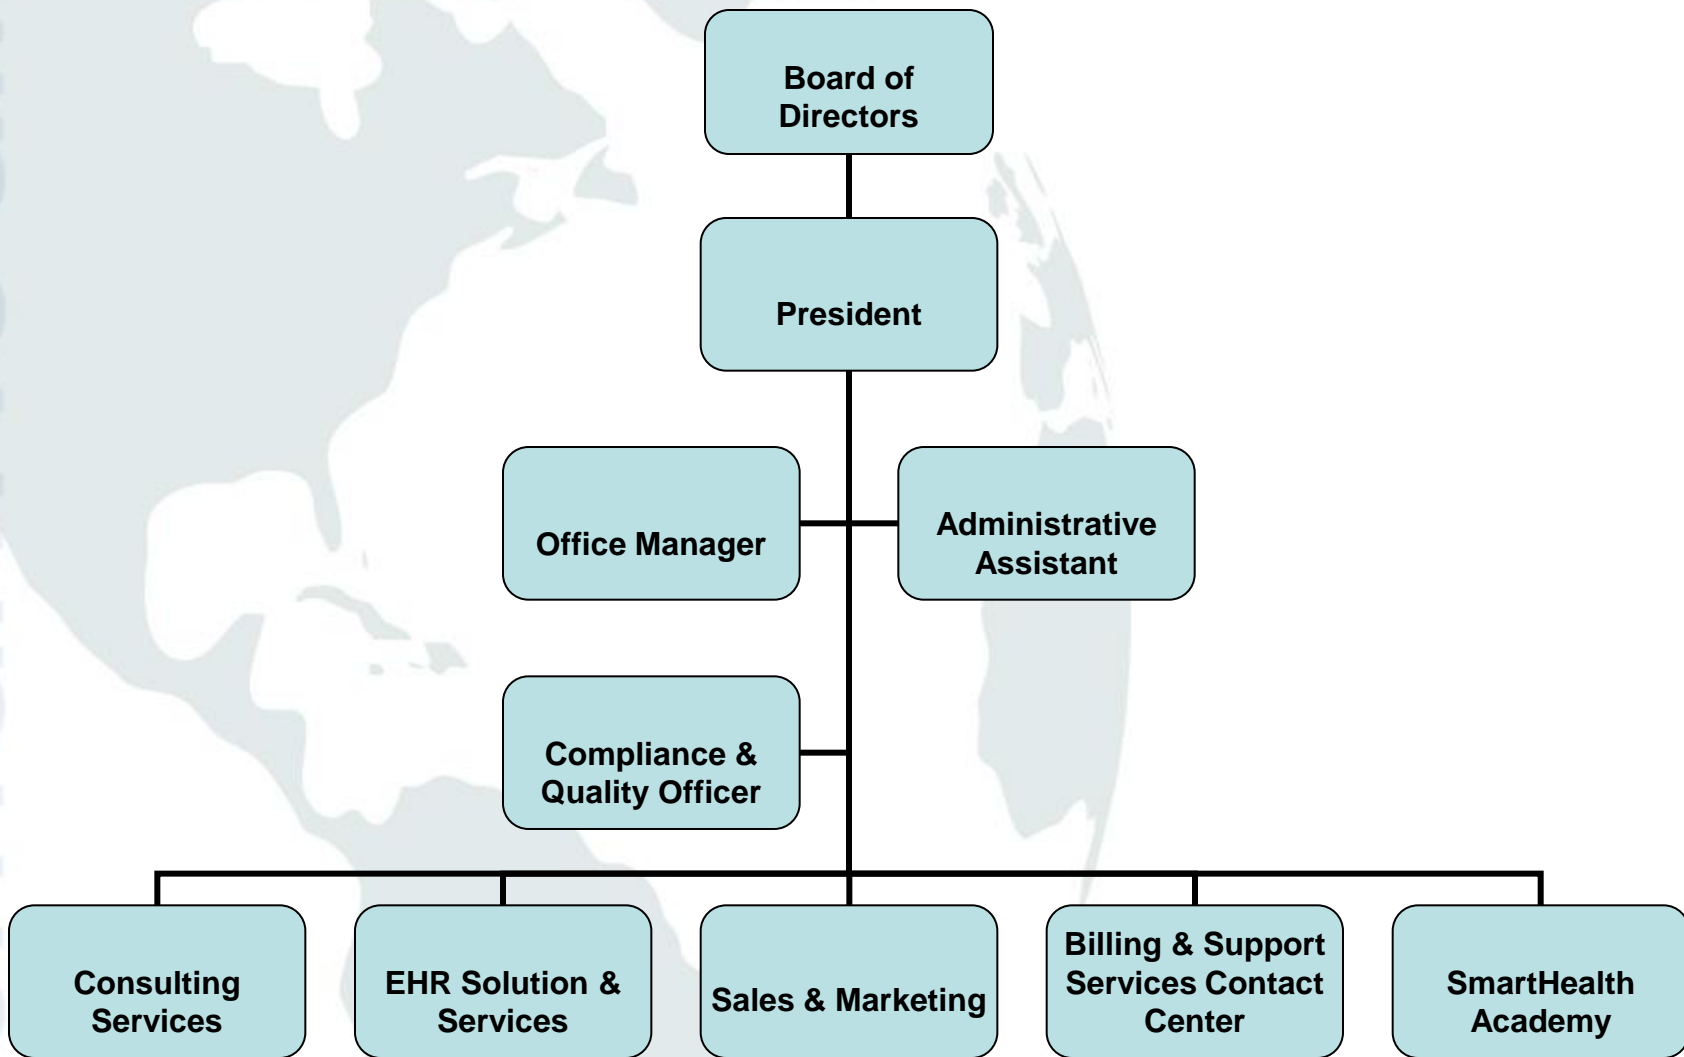 Board of
Directors
President
Office Manager
Administrative
Assistant
Compliance &
Quality Officer
Consulting
Services
EHR Solution &
Services
Sales & Marketing
Billing & Support
Services Contact
Center
SmartHealth
Academy